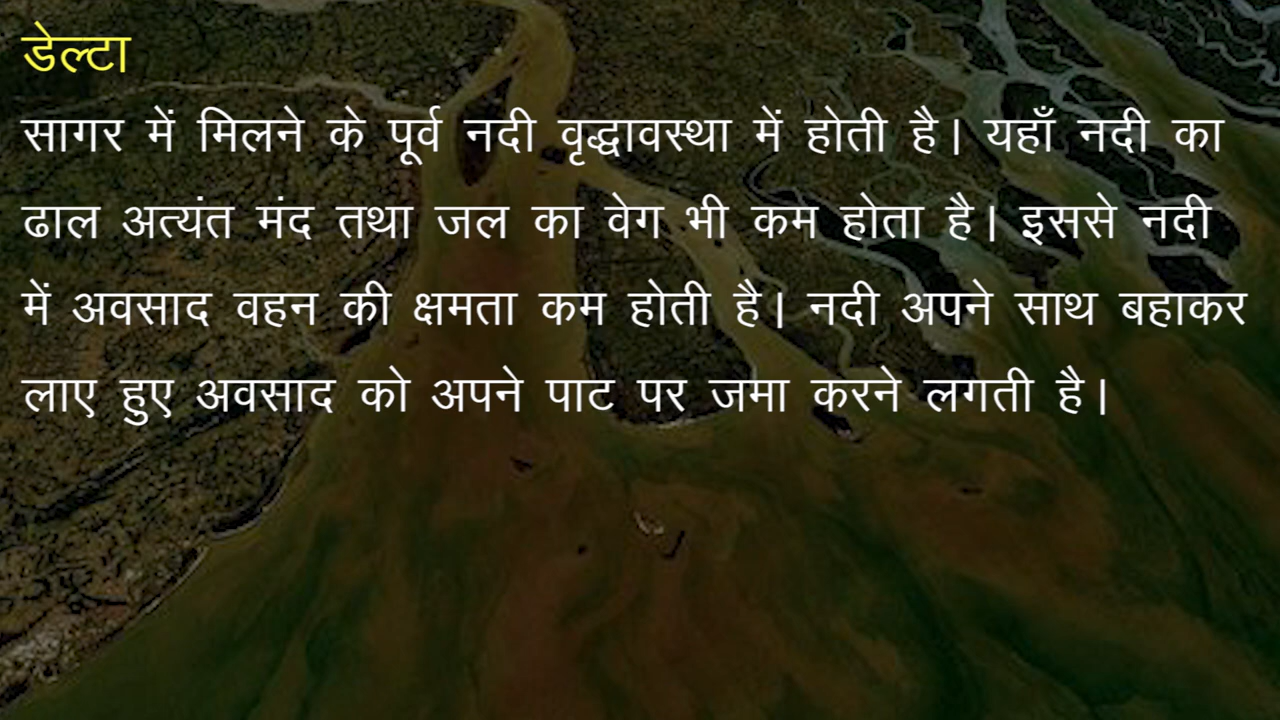 डेल्टा
सागर में मिलने के पूर्व नदी वृद्धावस्था में होती है। यहाँ नदी का
ढाल अत्यंत मंद तथा जल का वेग भी कम होता है। इससे नदी
में अवसाद वहन की क्षमता कम होती है। नदी अपने साथ बहाकर
लाए हुए अवसाद को अपने पाट पर जमा करने लगती है।